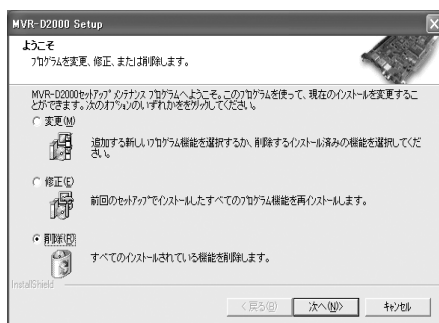 MVR-D2000 Setup
ようこそ
ﾌﾟﾛｸﾞﾗﾑを変更、修正、または削除します。
MVR-D2000ｾｯﾄｱｯﾌﾟ ﾒﾝﾃﾅﾝｽ ﾌﾟﾛｸﾞﾗﾑへようこそ。このﾌﾟﾛｸﾞﾗﾑを使って、現在のｲﾝｽﾄｰﾙを変更するこ
とができます。次のｵﾌﾟｼｮﾝのいずれかをｸﾘｯｸしてください。
変更(M)
追加する新しいﾌﾟﾛｸﾞﾗﾑ機能を選択するか、削除するｲﾝｽﾄｰﾙ済みの機能を選択してくだ
さい。
修正(E)
前回のｾｯﾄｱｯﾌﾟでｲﾝｽﾄｰﾙしたすべてのﾌﾟﾛｸﾞﾗﾑ機能を再ｲﾝｽﾄｰﾙします。
削除(R)
すべてのｲﾝｽﾄｰﾙされている機能を削除します。
InstallShield
< 戻る(B)
次へ(N)>
ｷｬﾝｾﾙ